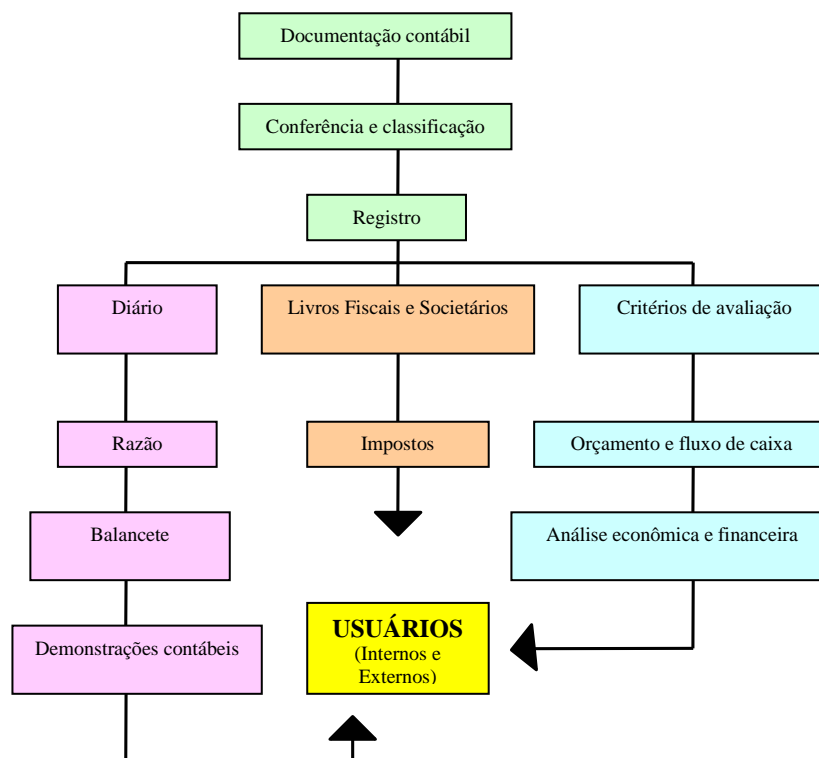 Documentação contábil
Conferência e classificação
Registro
Diário
Livros Fiscais e Societários
Critérios de avaliação
Razão
Impostos
Orçamento e fluxo de caixa
Balancete
Análise econômica e financeira
Demonstrações contábeis
USUÁRIOS
(Internos e
Externos)